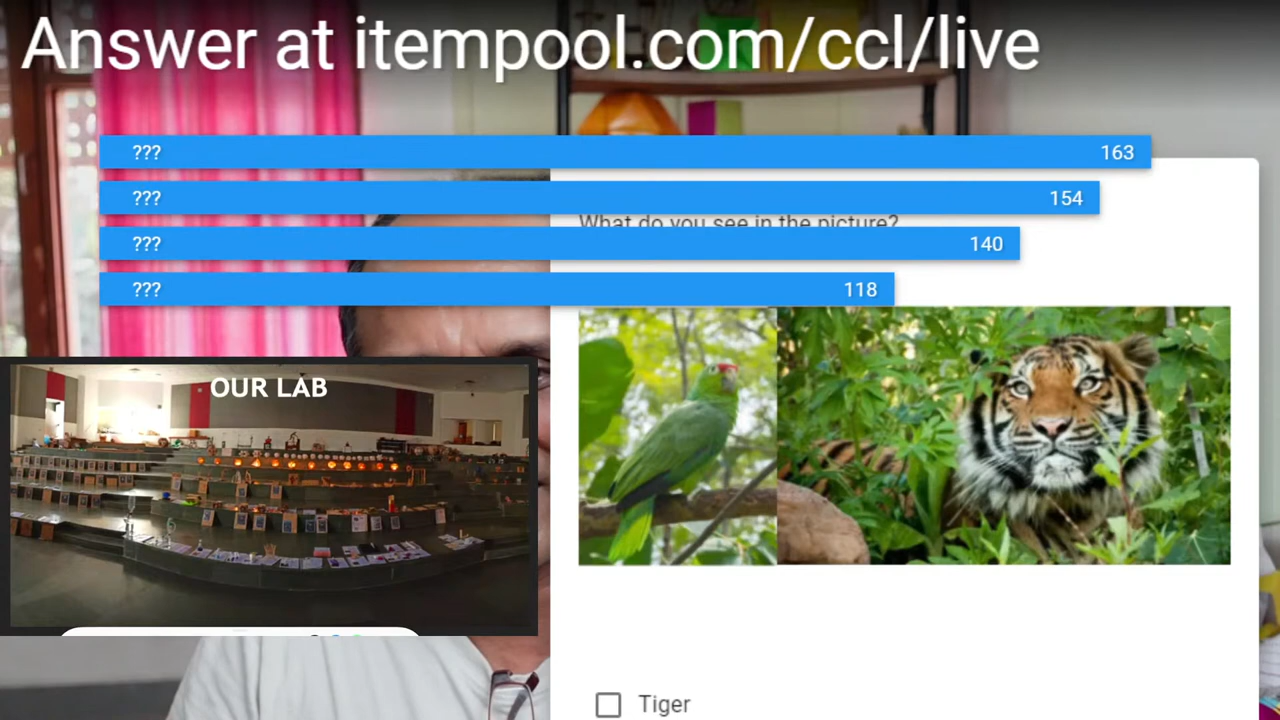 Answer at itempool.com/ccl/live
??? 163
??? 154
What do you see in the picture?
??? 140
??? 118
OUR LAB
Tiger